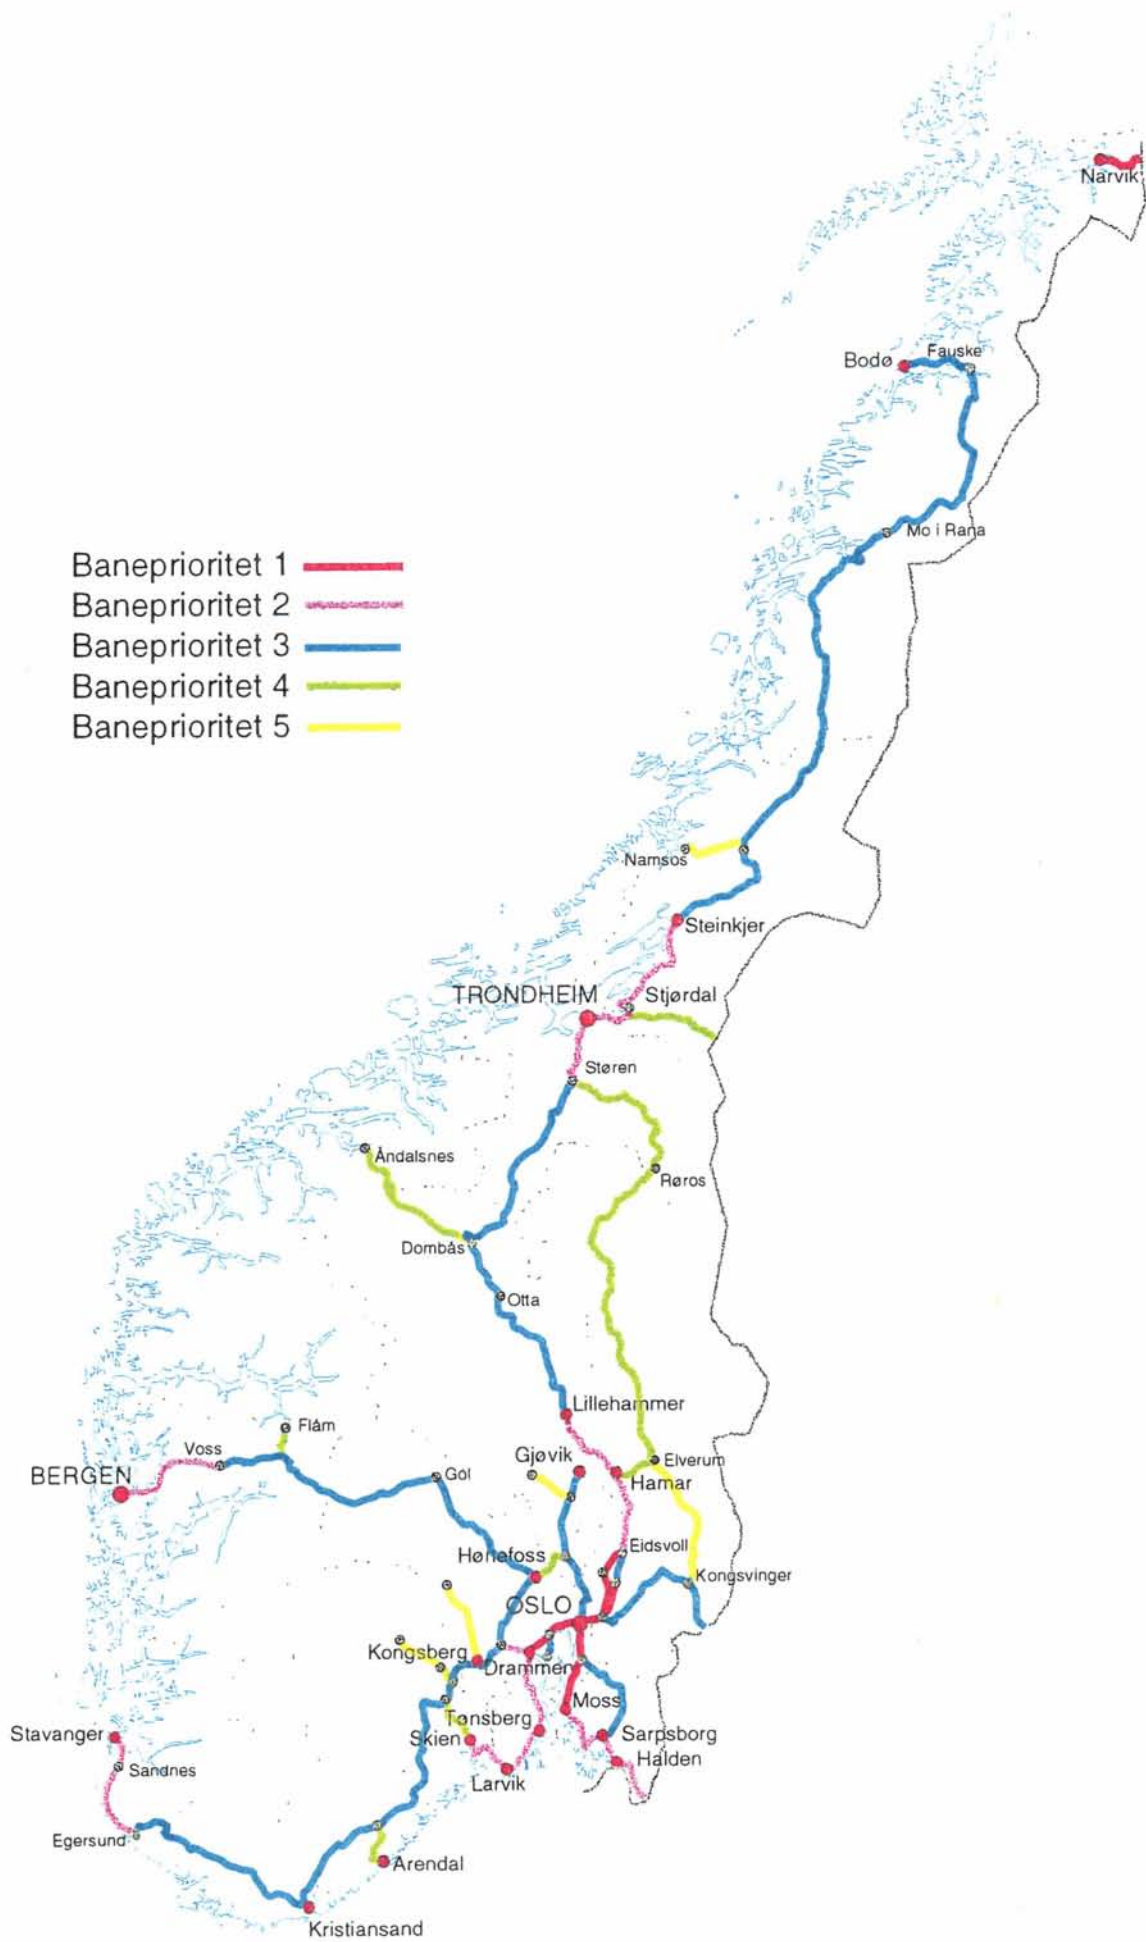 Narvik
Bodø
Fauske
Mo i Rana
Baneprioritet 1
Baneprioritet 2
Baneprioritet 3
Baneprioritet 4
Baneprioritet 5
Namsos
Steinkjer
TRONDHEIM
Stjørdal
Støren
Åndalsnes
Røros
Dombås
Otta
Lillehammer
Flåm
Voss
Gjøvik
Elverum
BERGEN
Gol
Hamar
Eidsvoll
Hønefoss
Kongsvinger
OSLO
Kongsberg
Drammen
Moss
Tønsberg
Stavanger
Skien
Sarpsborg
Sandnes
Halden
Larvik
Egersund
Arendal
Kristiansand